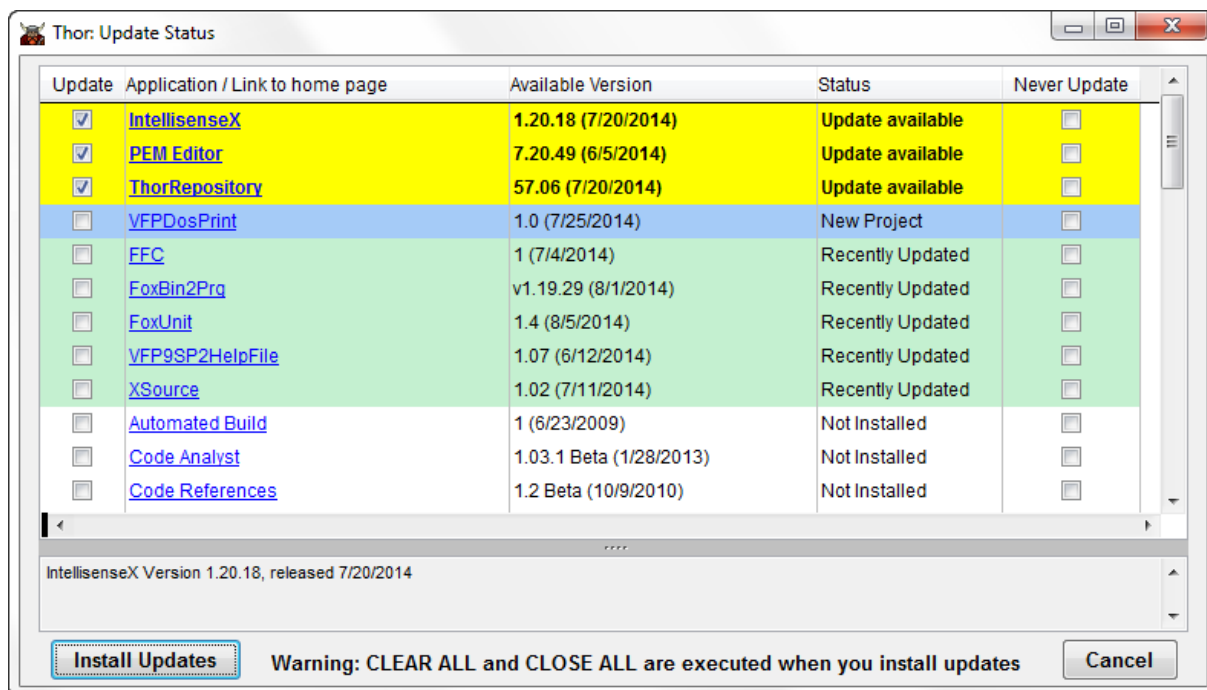 Thor: Update Status
Update Application / Link to home page Available Version Status Never Update
IntellisenseX 1.20.18 (7/20/2014) Update available
PEM Editor 7.20.49 (6/5/2014) Update available
ThorRepository 57.06 (7/20/2014) Update available
VFPDosPrint 1.0 (7/25/2014) New Project
FFC 1 (7/4/2014) Recently Updated
FoxBin2Prg v1.19.29 (8/1/2014) Recently Updated
FoxUnit 1.4 (8/5/2014) Recently Updated
VFP9SP2HelpFile 1.07 (6/12/2014) Recently Updated
XSource 1.02 (7/11/2014) Recently Updated
Automated Build 1 (6/23/2009) Not Installed
Code Analyst 1.03.1 Beta (1/28/2013) Not Installed
Code References 1.2 Beta (10/9/2010) Not Installed
IntellisenseX Version 1.20.18, released 7/20/2014
Install Updates Warning: CLEAR ALL and CLOSE ALL are executed when you install updates Cancel